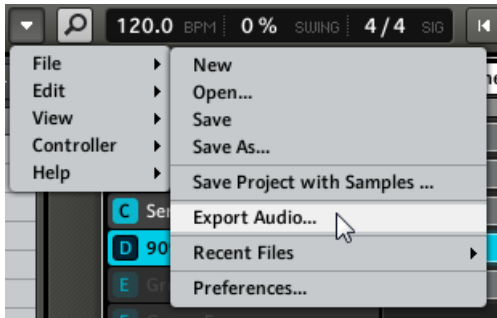 120.0 BPM 0% SWING 4/4 SIG
File
Edit
View
Controller
Help
New
Open...
Save
Save As...
Save Project with Samples ...
Export Audio...
Recent Files
Preferences...
C
D 90
E